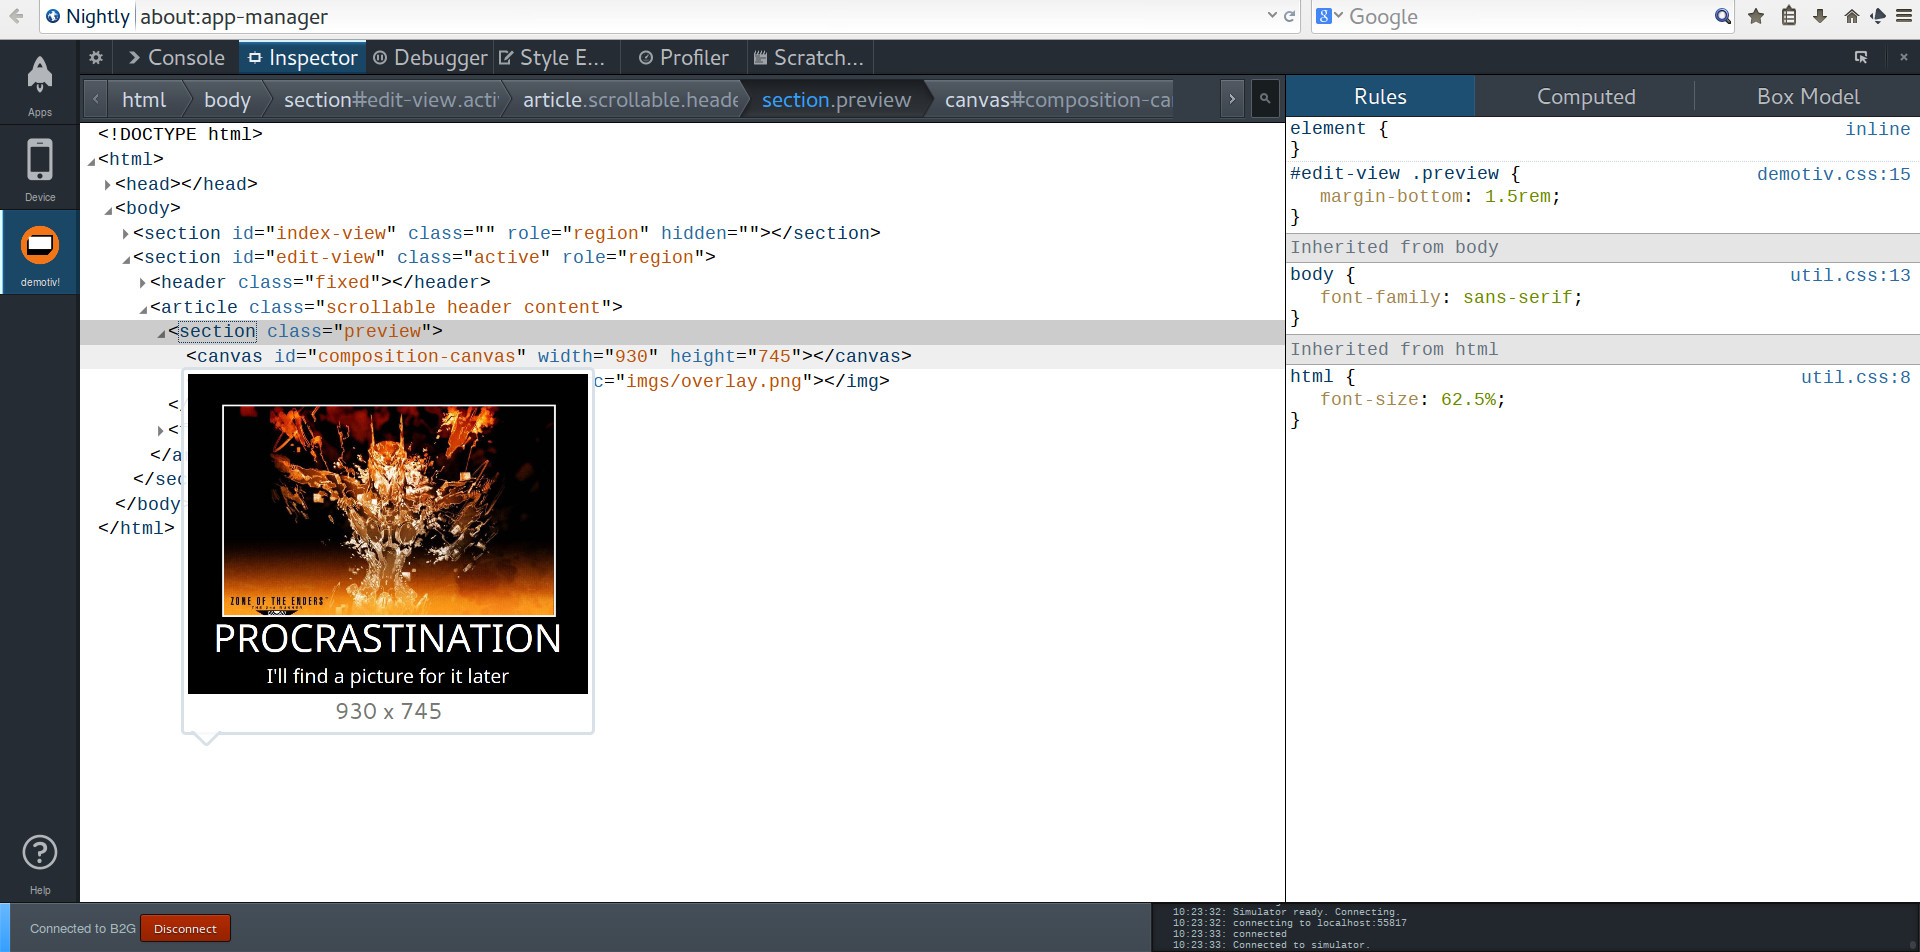 Nightly about:app-manager Google
Console Inspector Debugger Style E... Profiler Scratch...
html body section#edit-view.acti article.scrollable.heade section.preview canvas#composition-ca
Rules Computed Box Model
Apps
Device
demotiv!
<!DOCTYPE html>
<html>
<head></head>
<body>
<section id="index-view" class="" role="region" hidden=""></section>
<section id="edit-view" class="active" role="region">
<header class="fixed"></header>
<article class="scrollable header content">
<section class="preview">
<canvas id="composition-canvas" width="930" height="745"></canvas>
c="imgs/overlay.png"></img>
</
<
</a
</sec
</body
</html>
ZONE OF THE ENDERS
PROCRASTINATION
I'll find a picture for it later
930 x 745
element { inline
}
#edit-view .preview { demotiv.css:15
margin-bottom: 1.5rem;
}
Inherited from body
body { util.css:13
font-family: sans-serif;
}
Inherited from html
html { util.css:8
font-size: 62.5%;
}
Help
Connected to B2G Disconnect
10:23:32: Simulator ready. Connecting.
10:23:32: connecting to localhost:55817
10:23:33: connected
10:23:33: Connected to simulator.